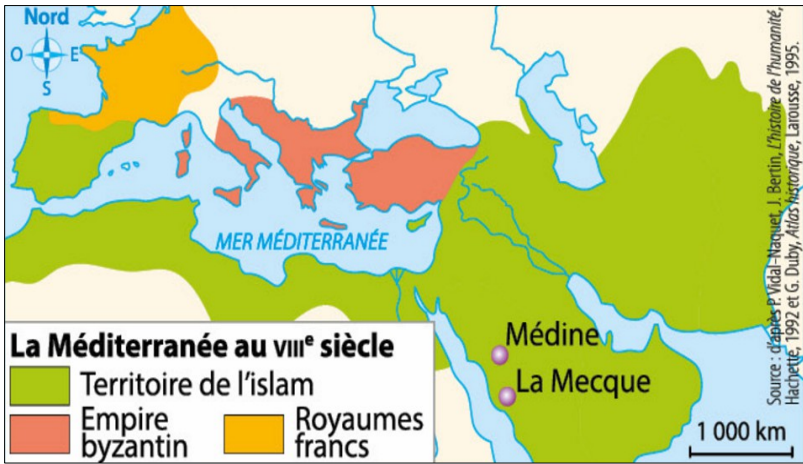 Nord
O E
S
MER MÉDITERRANÉE
Médine
La Mecque
La Méditerranée au VIIIe siècle
Territoire de l'islam
Empire
byzantin
Royaumes
francs
1 000 km
Source : d'après P. Vidal-Naquet, J. Bertin, L'histoire de l'humanité,
Hachette, 1992 et G. Duby, Atlas historique, Larousse, 1995.